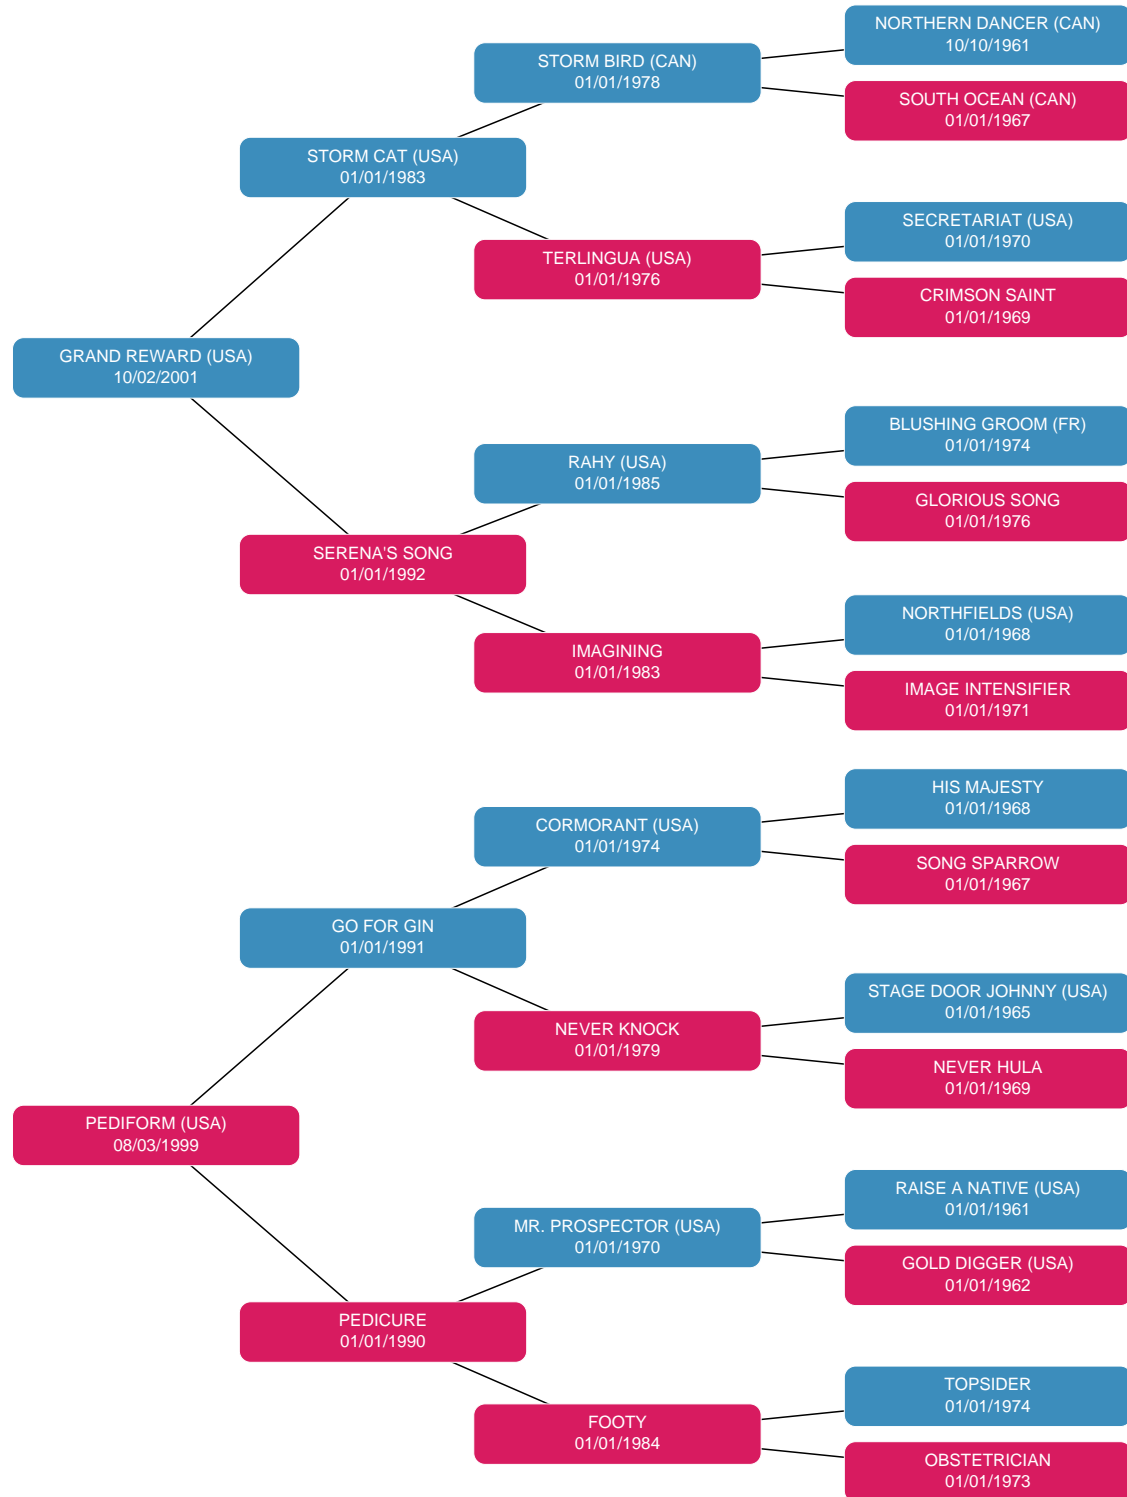 NORTHERN DANCER (CAN)
10/10/1961
STORM BIRD (CAN)
01/01/1978
SOUTH OCEAN (CAN)
01/01/1967
STORM CAT (USA)
01/01/1983
SECRETARIAT (USA)
01/01/1970
TERLINGUA (USA)
01/01/1976
CRIMSON SAINT
01/01/1969
GRAND REWARD (USA)
10/02/2001
BLUSHING GROOM (FR)
01/01/1974
RAHY (USA)
01/01/1985
GLORIOUS SONG
01/01/1976
SERENA'S SONG
01/01/1992
NORTHFIELDS (USA)
01/01/1968
IMAGINING
01/01/1983
IMAGE INTENSIFIER
01/01/1971
HIS MAJESTY
01/01/1968
CORMORANT (USA)
01/01/1974
SONG SPARROW
01/01/1967
GO FOR GIN
01/01/1991
STAGE DOOR JOHNNY (USA)
01/01/1965
NEVER KNOCK
01/01/1979
NEVER HULA
01/01/1969
PEDIFORM (USA)
08/03/1999
RAISE A NATIVE (USA)
01/01/1961
MR. PROSPECTOR (USA)
01/01/1970
GOLD DIGGER (USA)
01/01/1962
PEDICURE
01/01/1990
TOPSIDER
01/01/1974
FOOTY
01/01/1984
OBSTETRICIAN
01/01/1973